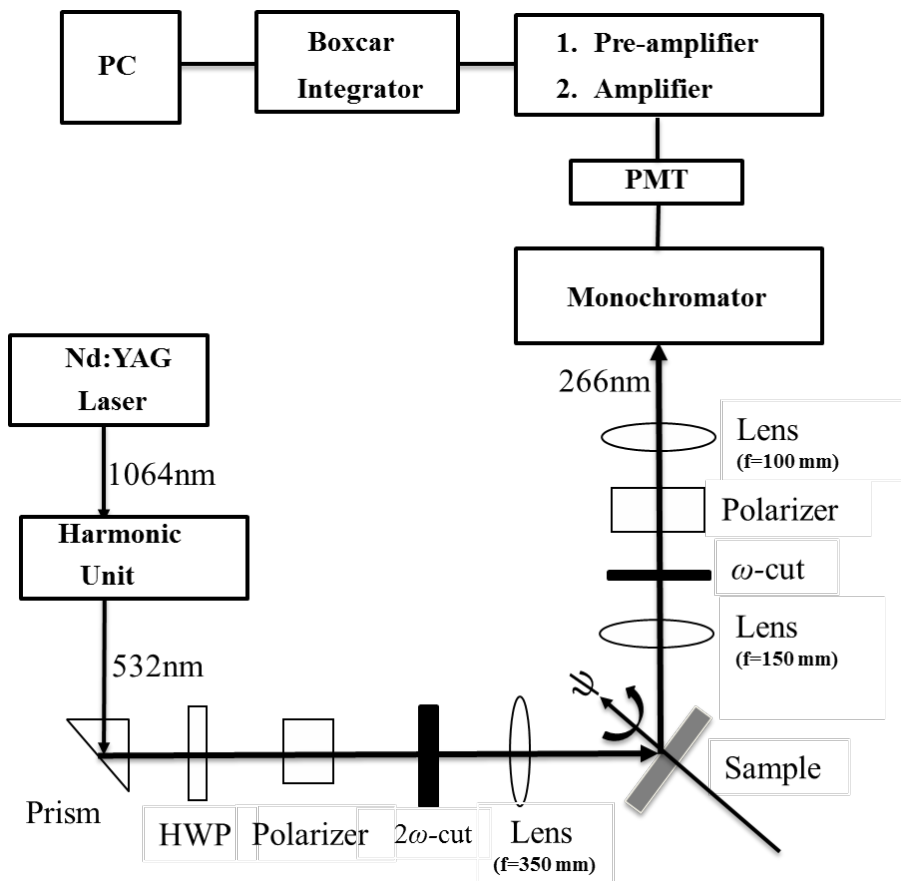 PC
Boxcar
Integrator
1. Pre-amplifier
2. Amplifier
PMT
Monochromator
Nd:YAG
Laser
266nm
Lens
(f=100 mm)
1064nm
Polarizer
Harmonic
Unit
ω-cut
Lens
(f=150 mm)
532nm
ψ
Sample
Prism
HWP
Polarizer
2ω-cut
Lens
(f=350 mm)